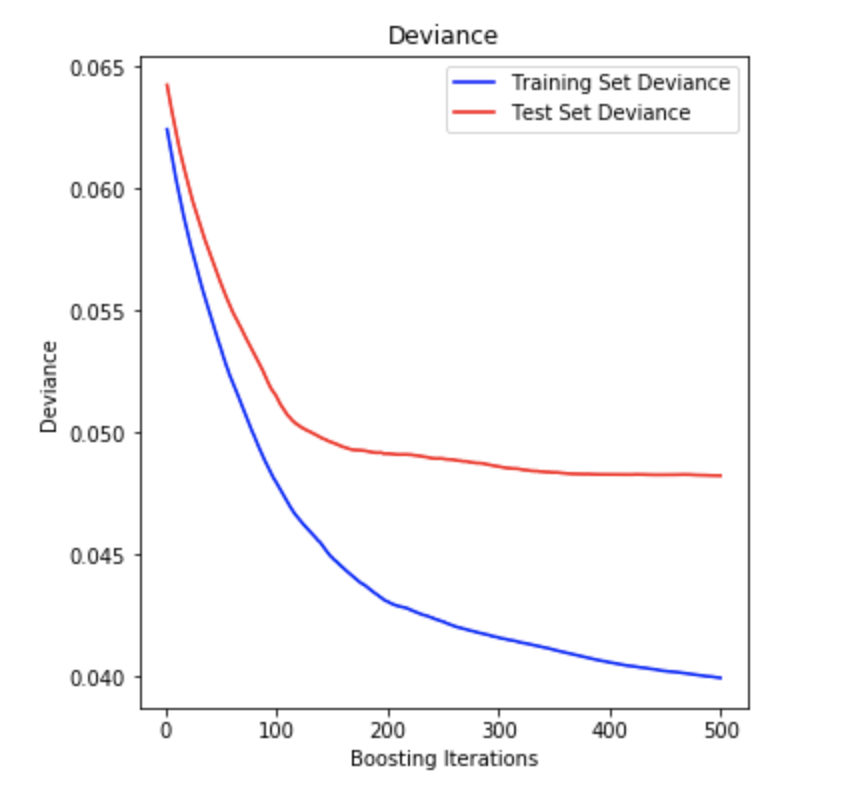 Deviance
Training Set Deviance
Test Set Deviance
0.065
0.060
0.055
0.050
0.045
0.040
Deviance
0 100 200 300 400 500
Boosting Iterations